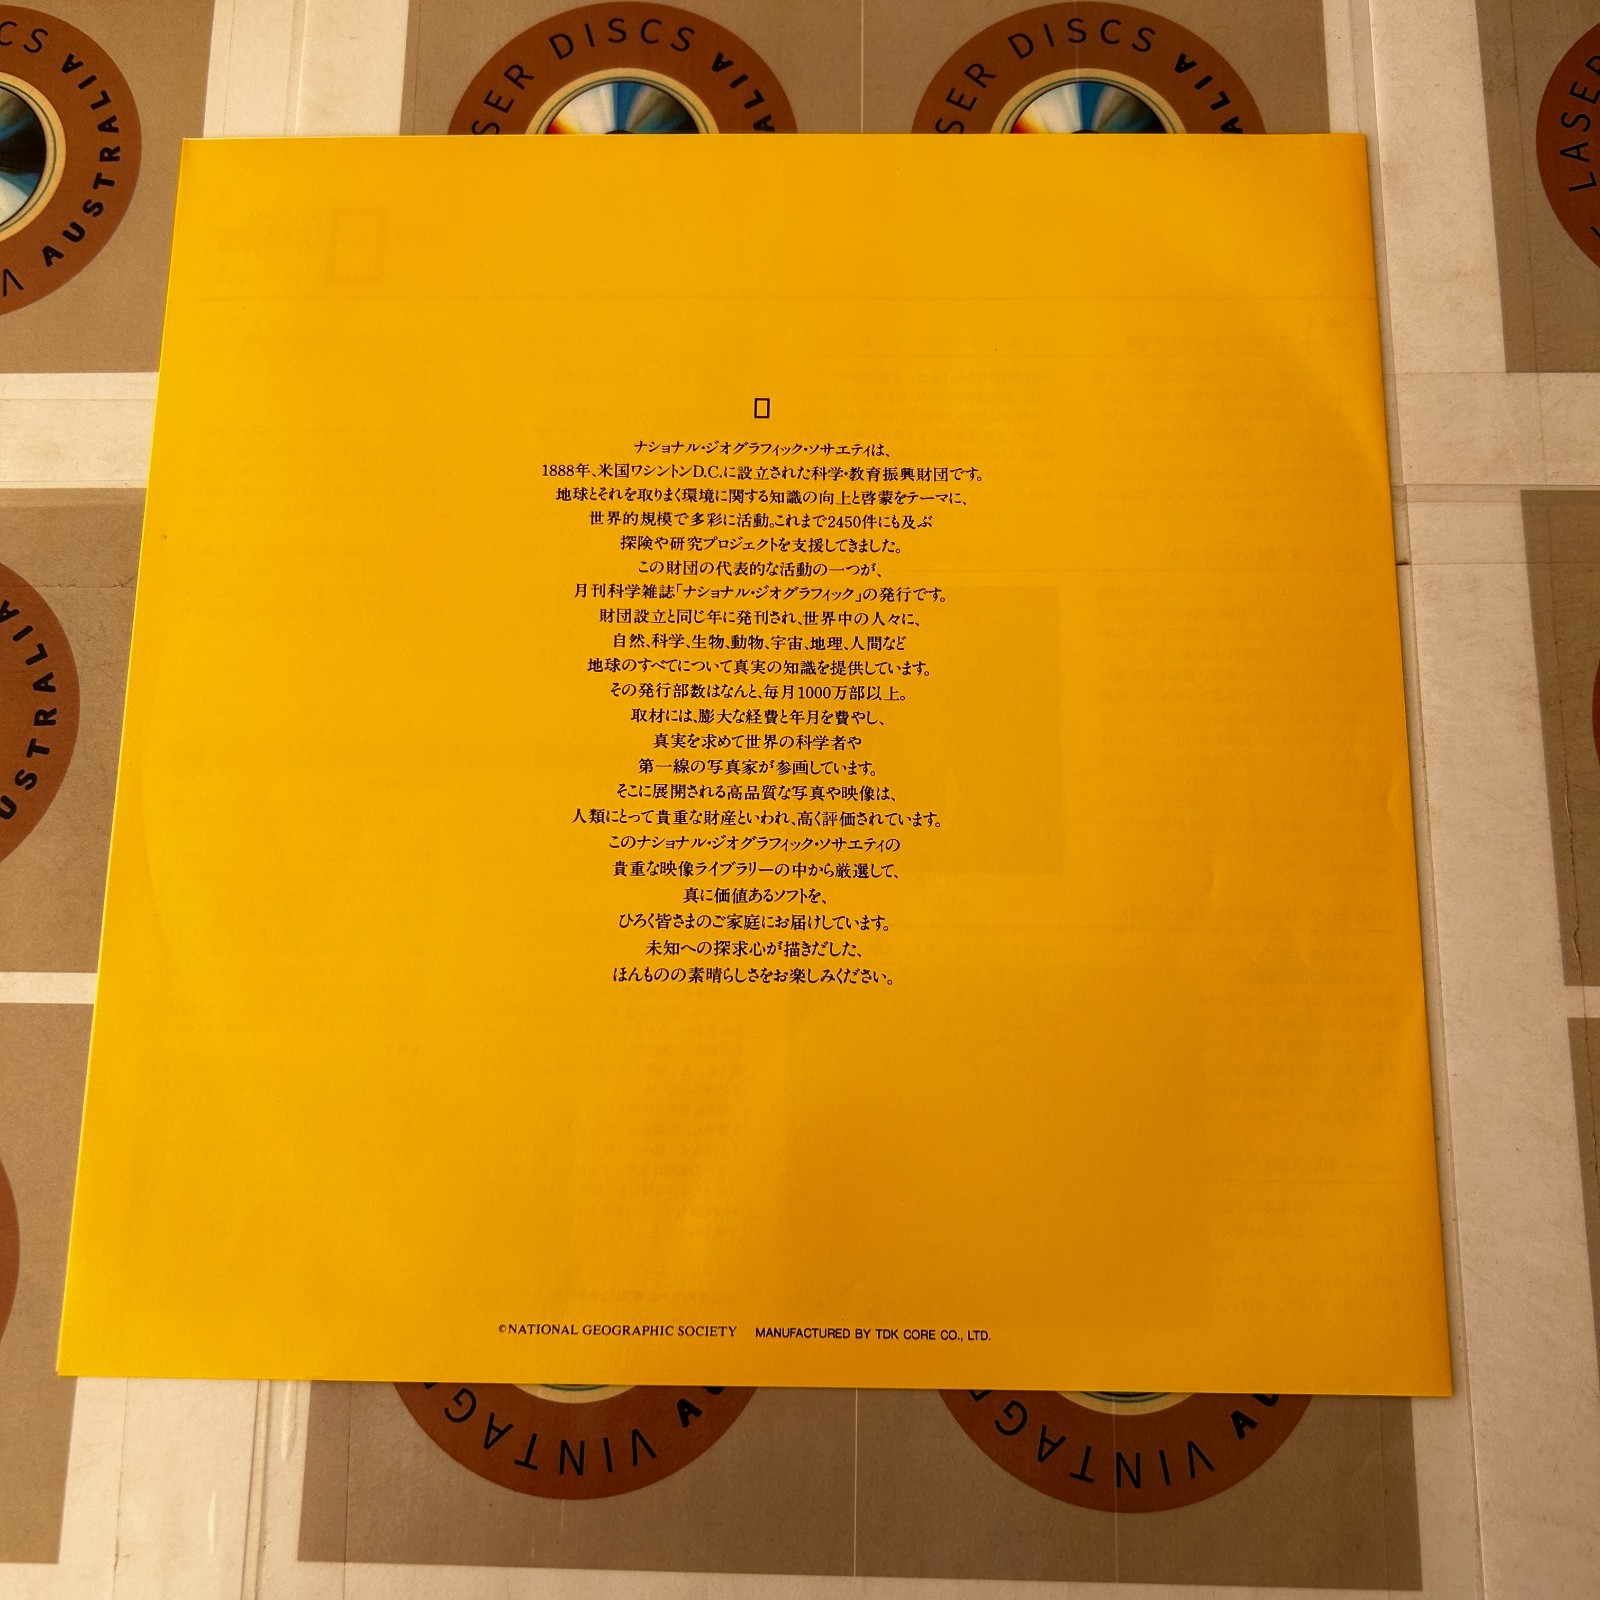 SER DISCS ALIA
SER DISCS ALIA
AUSTRALIA
LASER
ナショナル・ジオグラフィック・ソサエティは、
1888年、米国ワシントンD.C.に設立された科学・教育振興財団です。
地球とそれを取りまく環境に関する知識の向上と啓蒙をテーマに、
世界的規模で多彩に活動。これまで2450件にも及ぶ
探険や研究プロジェクトを支援してきました。
この財団の代表的な活動の一つが、
月刊科学雑誌「ナショナル・ジオグラフィック」の発行です。
財団設立と同じ年に発刊され、世界中の人々に、
自然、科学、生物、動物、宇宙、地理、人間など
地球のすべてについて真実の知識を提供しています。
その発行部数はなんと、毎月1000万部以上。
取材には、膨大な経費と年月を費やし、
真実を求めて世界の科学者や
第一線の写真家が参画しています。
そこに展開される高品質な写真や映像は、
人類にとって貴重な財産といわれ、高く評価されています。
このナショナル・ジオグラフィック・ソサエティの
貴重な映像ライブラリーの中から厳選して、
真に価値あるソフトを、
ひろく皆さまのご家庭にお届けしています。
未知への探求心が描きだした、
ほんものの素晴らしさをお楽しみください。
©NATIONAL GEOGRAPHIC SOCIETY MANUFACTURED BY TDK CORE CO., LTD.
USTRALIA
VINTAG
VINTAG